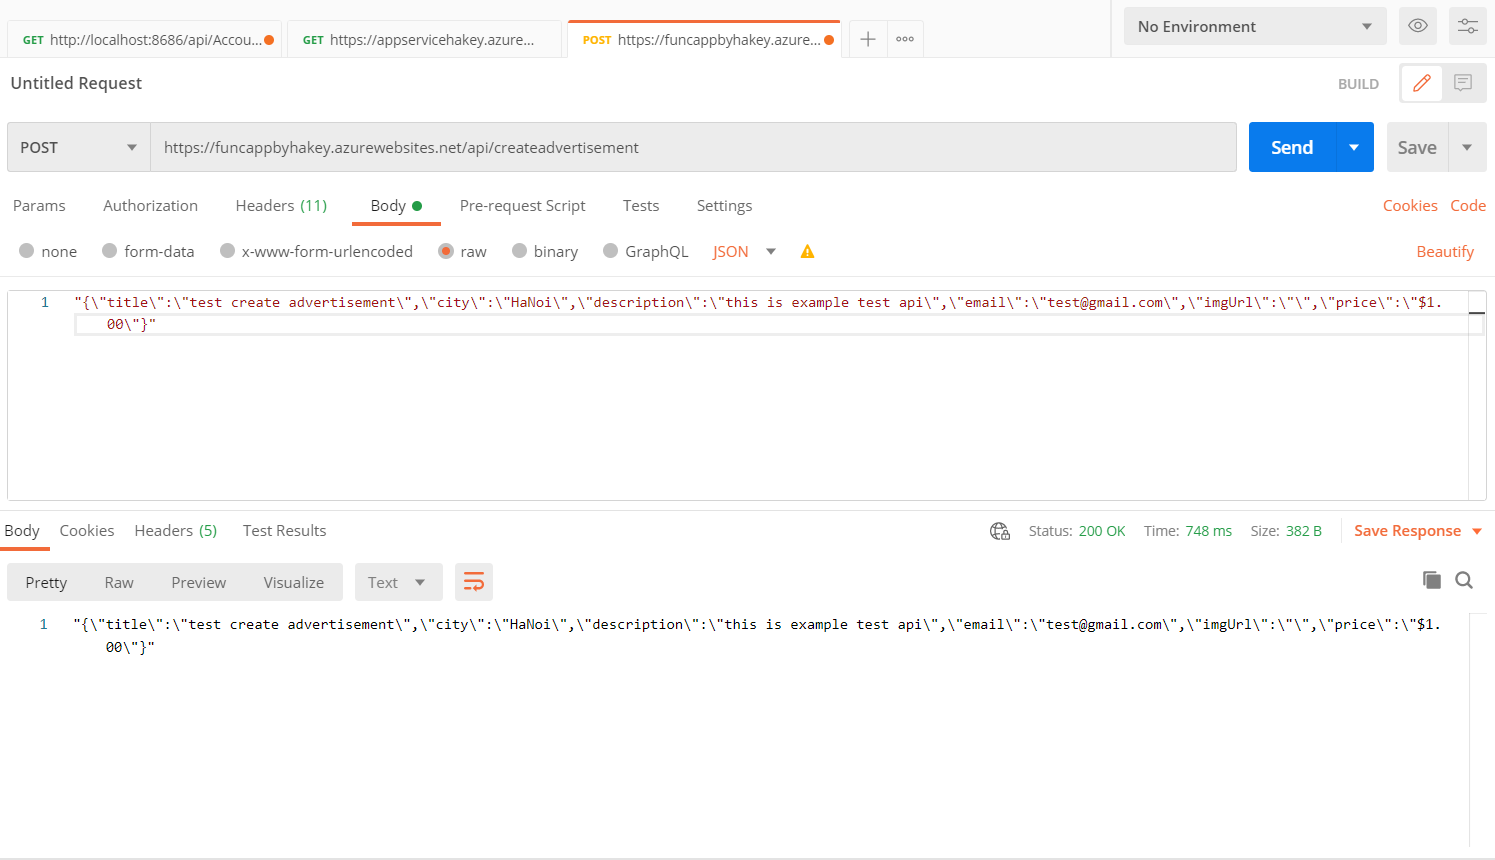 GET http://localhost:8686/api/Accou... GET https://appservicehakey.azure... POST https://funcappbyhakey.azure... No Environment
Untitled Request BUILD
POST https://funcappbyhakey.azurewebsites.net/api/createadvertisement Send Save
Params Authorization Headers (11) Body Pre-request Script Tests Settings Cookies Code
none form-data x-www-form-urlencoded raw binary GraphQL JSON Beautify
1 "{\"title\":\"test create advertisement\",\"city\":\"HaNoi\",\"description\":\"this is example test api\",\"email\":\"test@gmail.com\",\"imgUrl\":\"\",\"price\":\"$1.
00\"}"
Body Cookies Headers (5) Test Results Status: 200 OK Time: 748 ms Size: 382 B Save Response
Pretty Raw Preview Visualize Text
1 "{\"title\":\"test create advertisement\",\"city\":\"HaNoi\",\"description\":\"this is example test api\",\"email\":\"test@gmail.com\",\"imgUrl\":\"\",\"price\":\"$1.
00\"}"